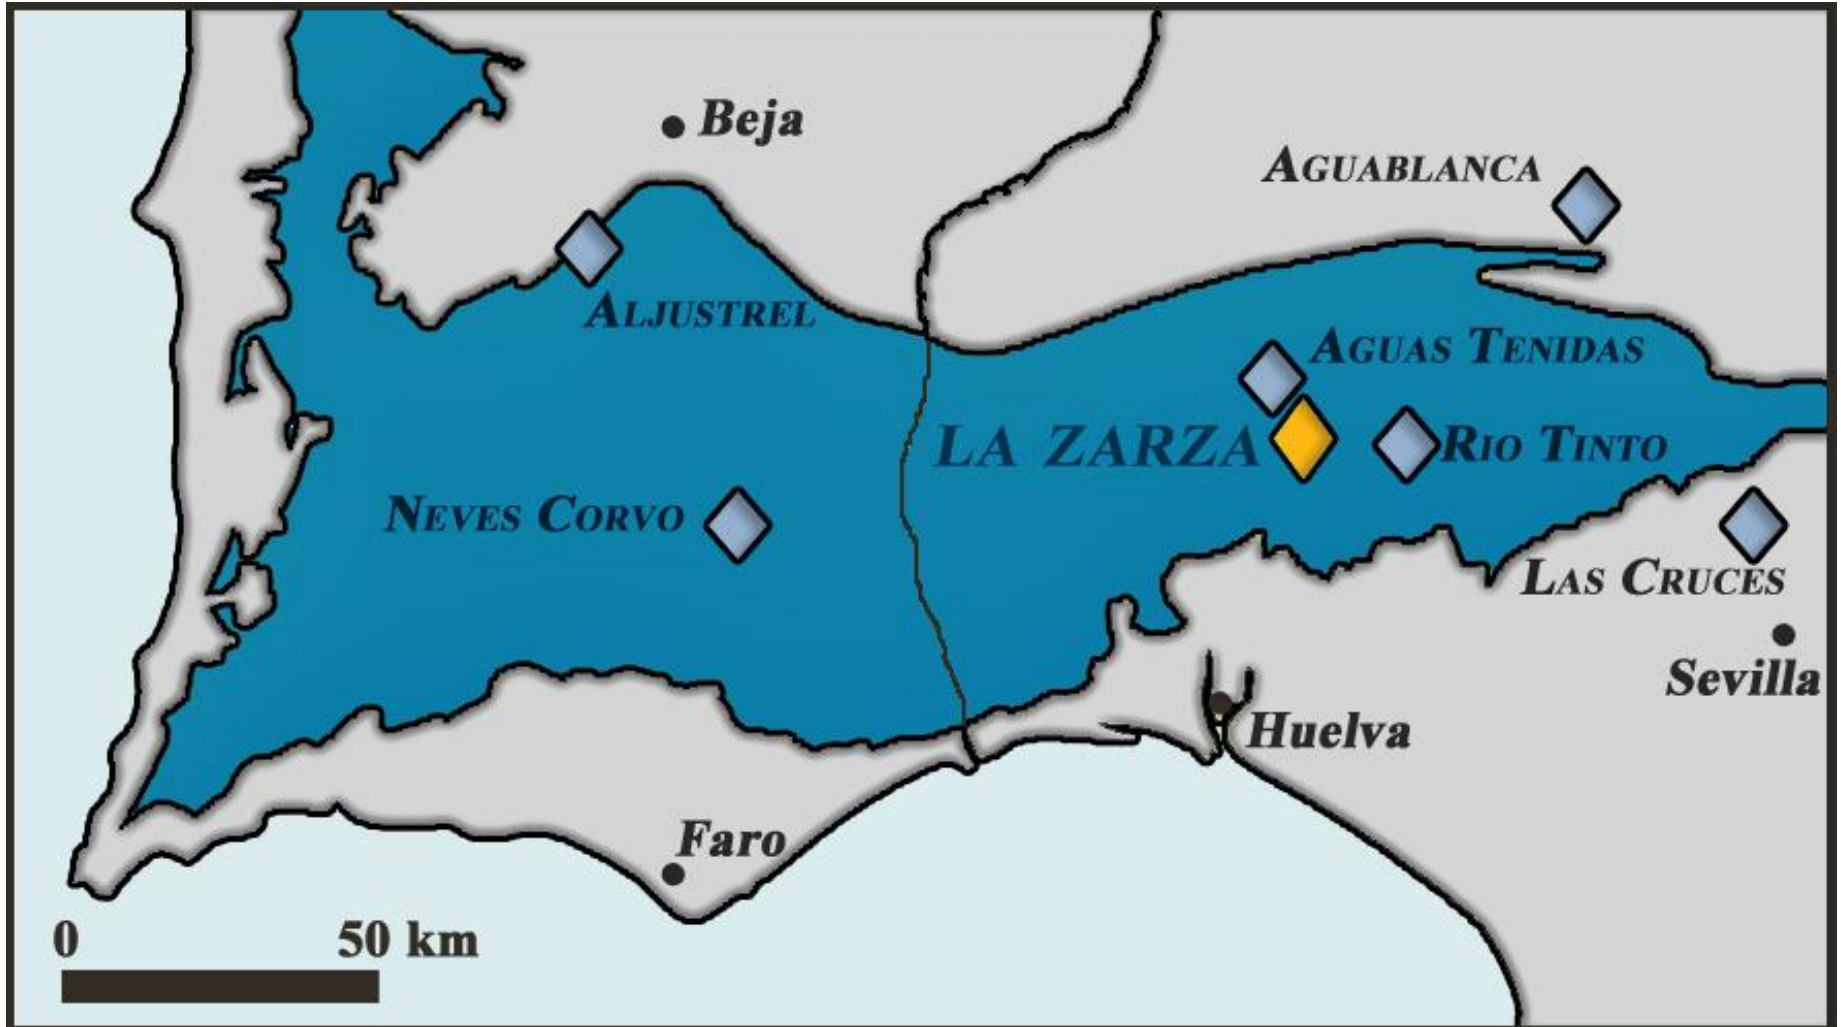 Beja
AGUABLANCA
ALJUSTREL
AGUAS TENIDAS
LA ZARZA
RIO TINTO
NEVES CORVO
LAS CRUCES
Sevilla
Huelva
Faro
0 50 km